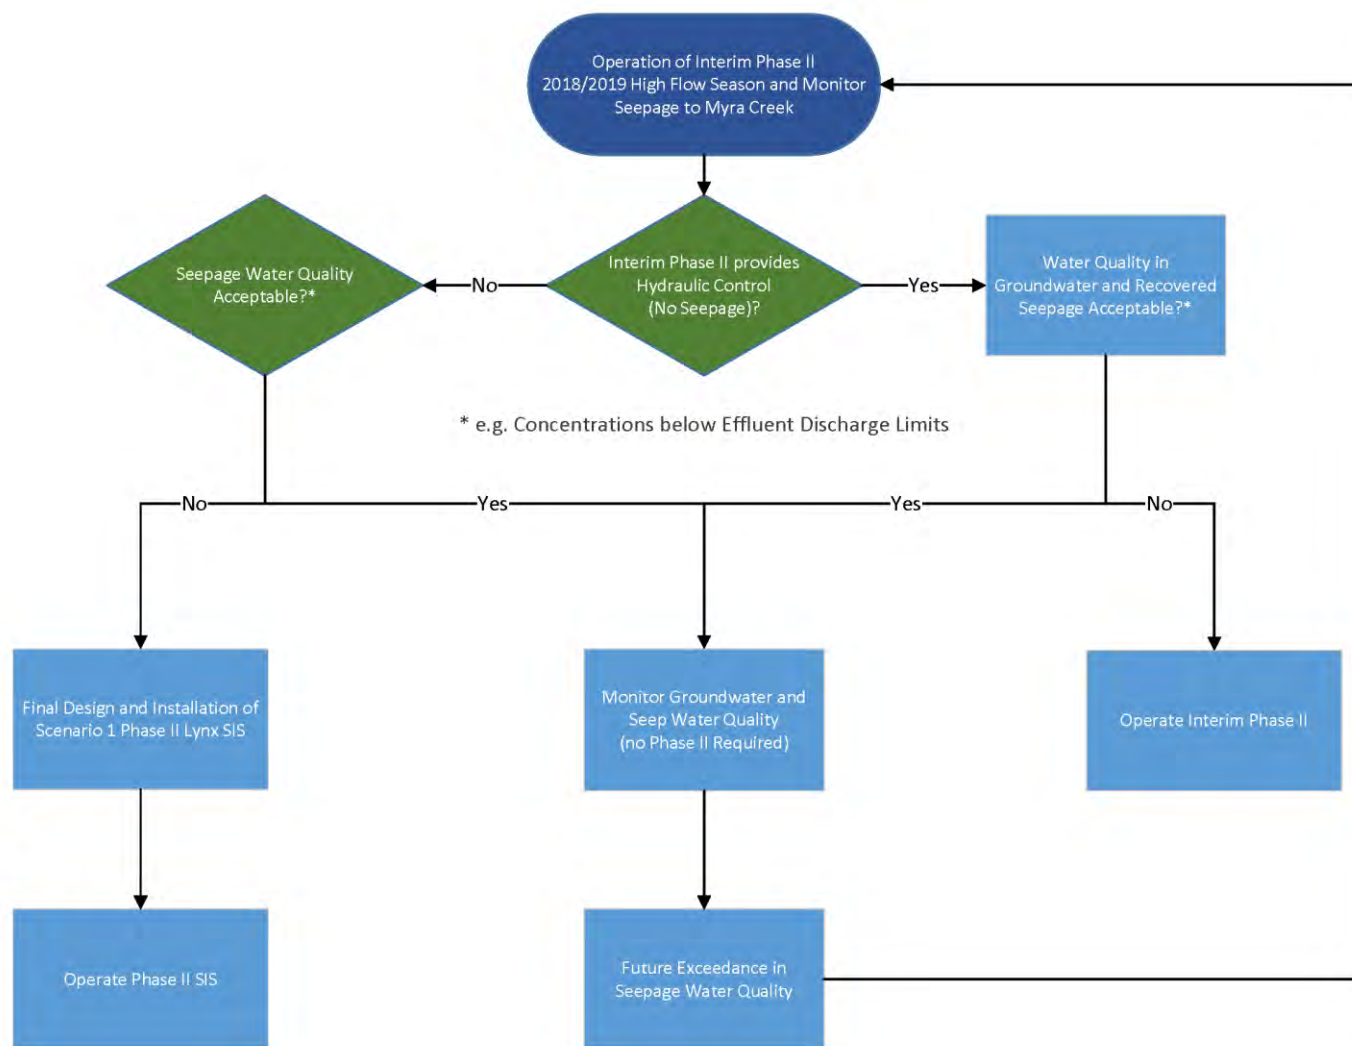 Operation of Interim Phase II
2018/2019 High Flow Season and Monitor
Seepage to Myra Creek
Seepage Water Quality
Acceptable?*
No
Interim Phase II provides
Hydraulic Control
(No Seepage)?
Yes
Water Quality in
Groundwater and Recovered
Seepage Acceptable?*
* e.g. Concentrations below Effluent Discharge Limits
No
Yes
Yes
No
Final Design and Installation of
Scenario 1 Phase II Lynx SIS
Monitor Groundwater and
Seep Water Quality
(no Phase II Required)
Operate Interim Phase II
Operate Phase II SIS
Future Exceedance in
Seepage Water Quality